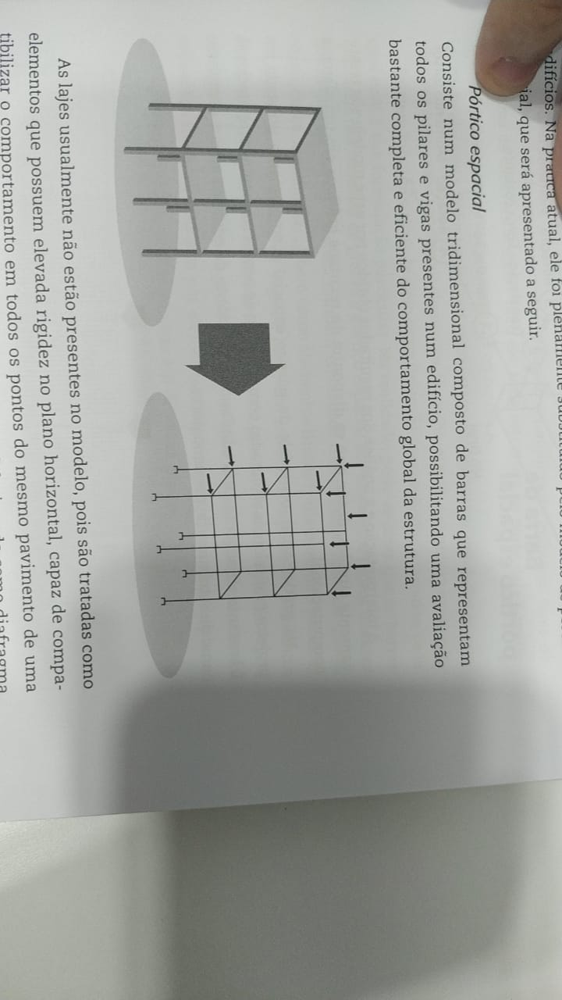 difícios. Na prática atual, ele foi plenamente
ial, que será apresentado a seguir.
Pórtico espacial
Consiste num modelo tridimensional composto de barras que representam
todos os pilares e vigas presentes num edifício, possibilitando uma avaliação
bastante completa e eficiente do comportamento global da estrutura.
As lajes usualmente não estão presentes no modelo, pois são tratadas como
elementos que possuem elevada rigidez no plano horizontal, capaz de compa-
tibilizar o comportamento em todos os pontos do mesmo pavimento de uma
como diafragma